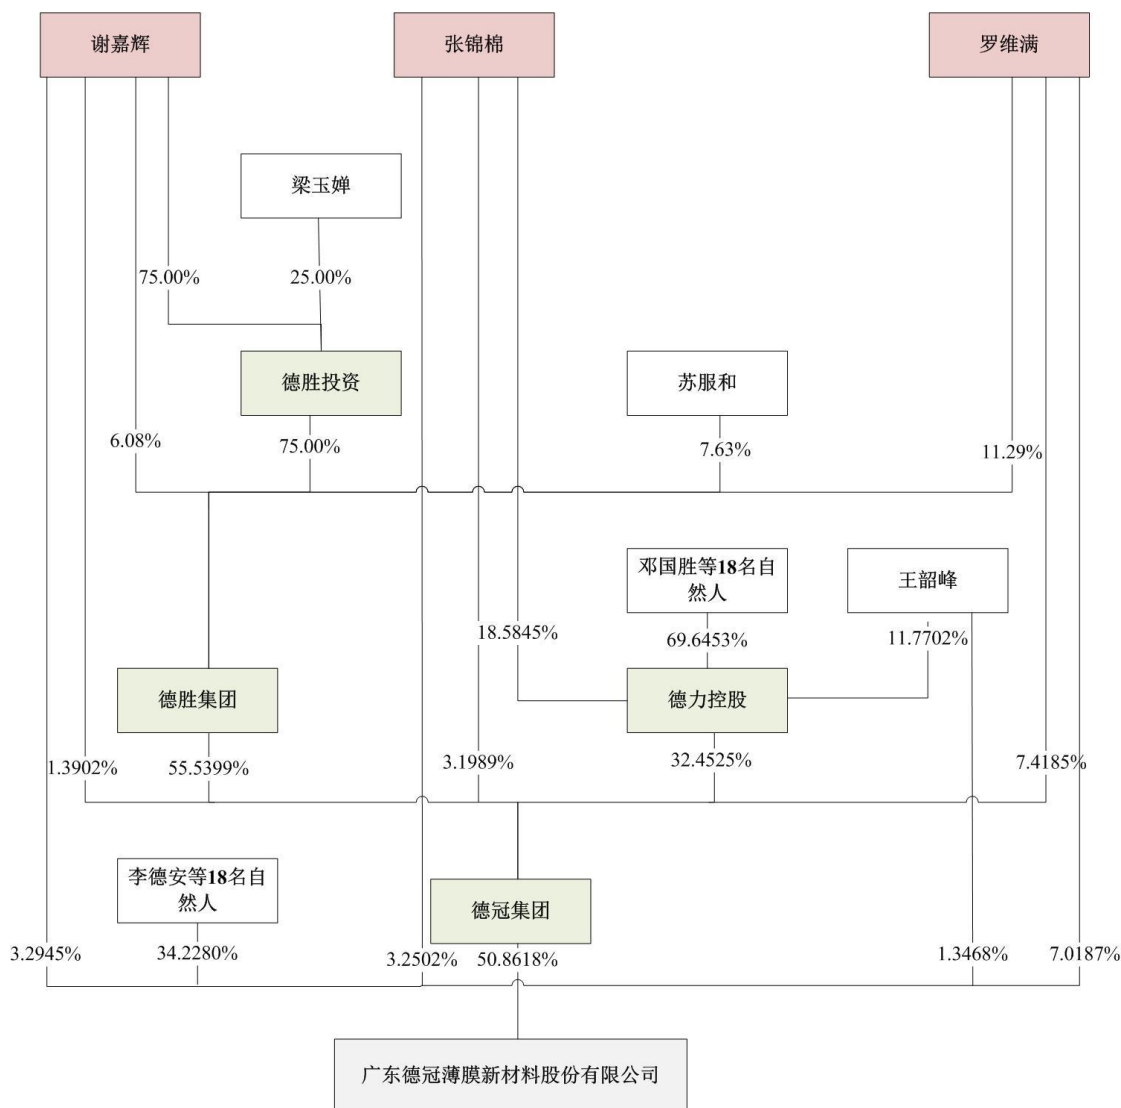 谢嘉辉
张锦棉
罗维满
梁玉婵
75.00%
25.00%
德胜投资
苏服和
6.08%
75.00%
7.63%
11.29%
邓国胜等18名自
然人
王韶峰
18.5845%
69.6453%
11.7702%
德胜集团
德力控股
1.3902%
55.5399%
3.1989%
32.4525%
7.4185%
李德安等18名自
然人
德冠集团
3.2945%
34.2280%
3.2502%
50.8618%
1.3468%
7.0187%
广东德冠薄膜新材料股份有限公司